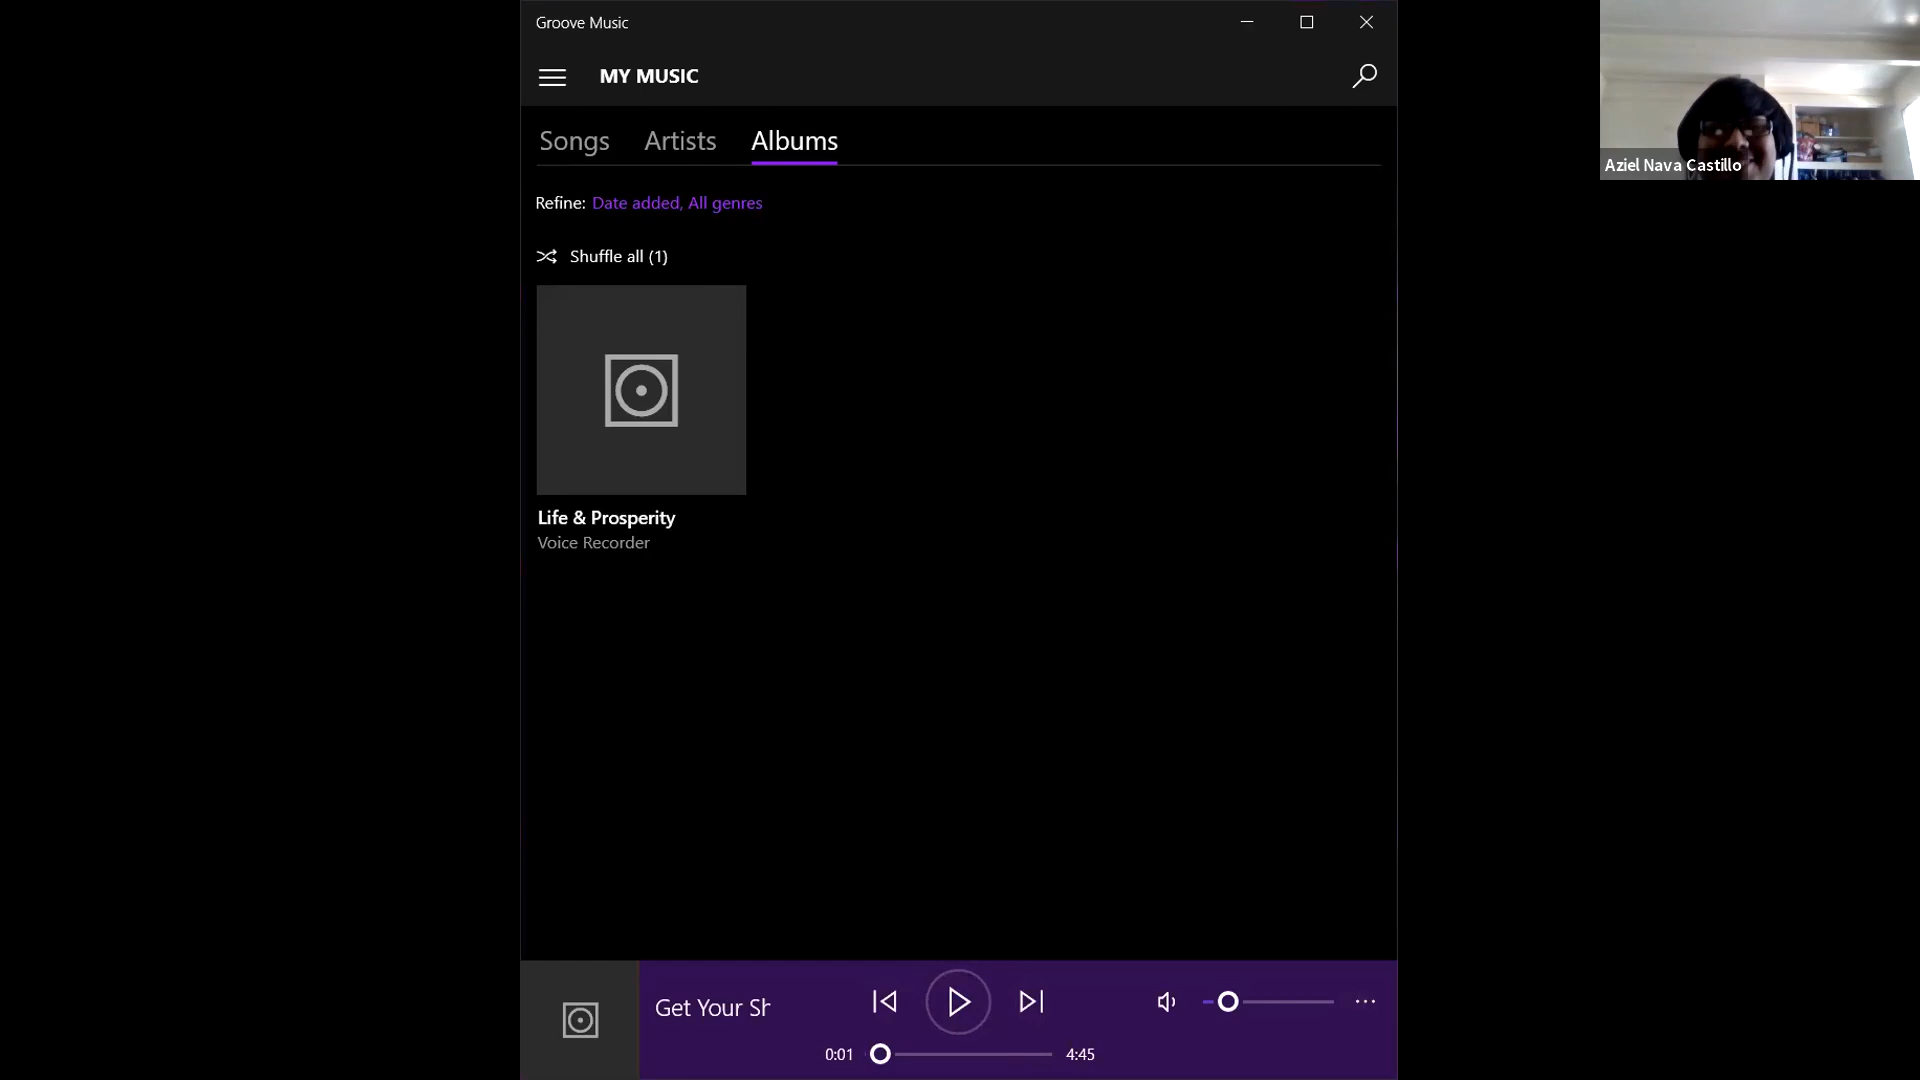 Groove Music
MY MUSIC
Songs Artists Albums
Refine: Date added, All genres
Shuffle all (1)
Life & Prosperity
Voice Recorder
Get Your Sh
0:01 4:45
Aziel Nava Castillo